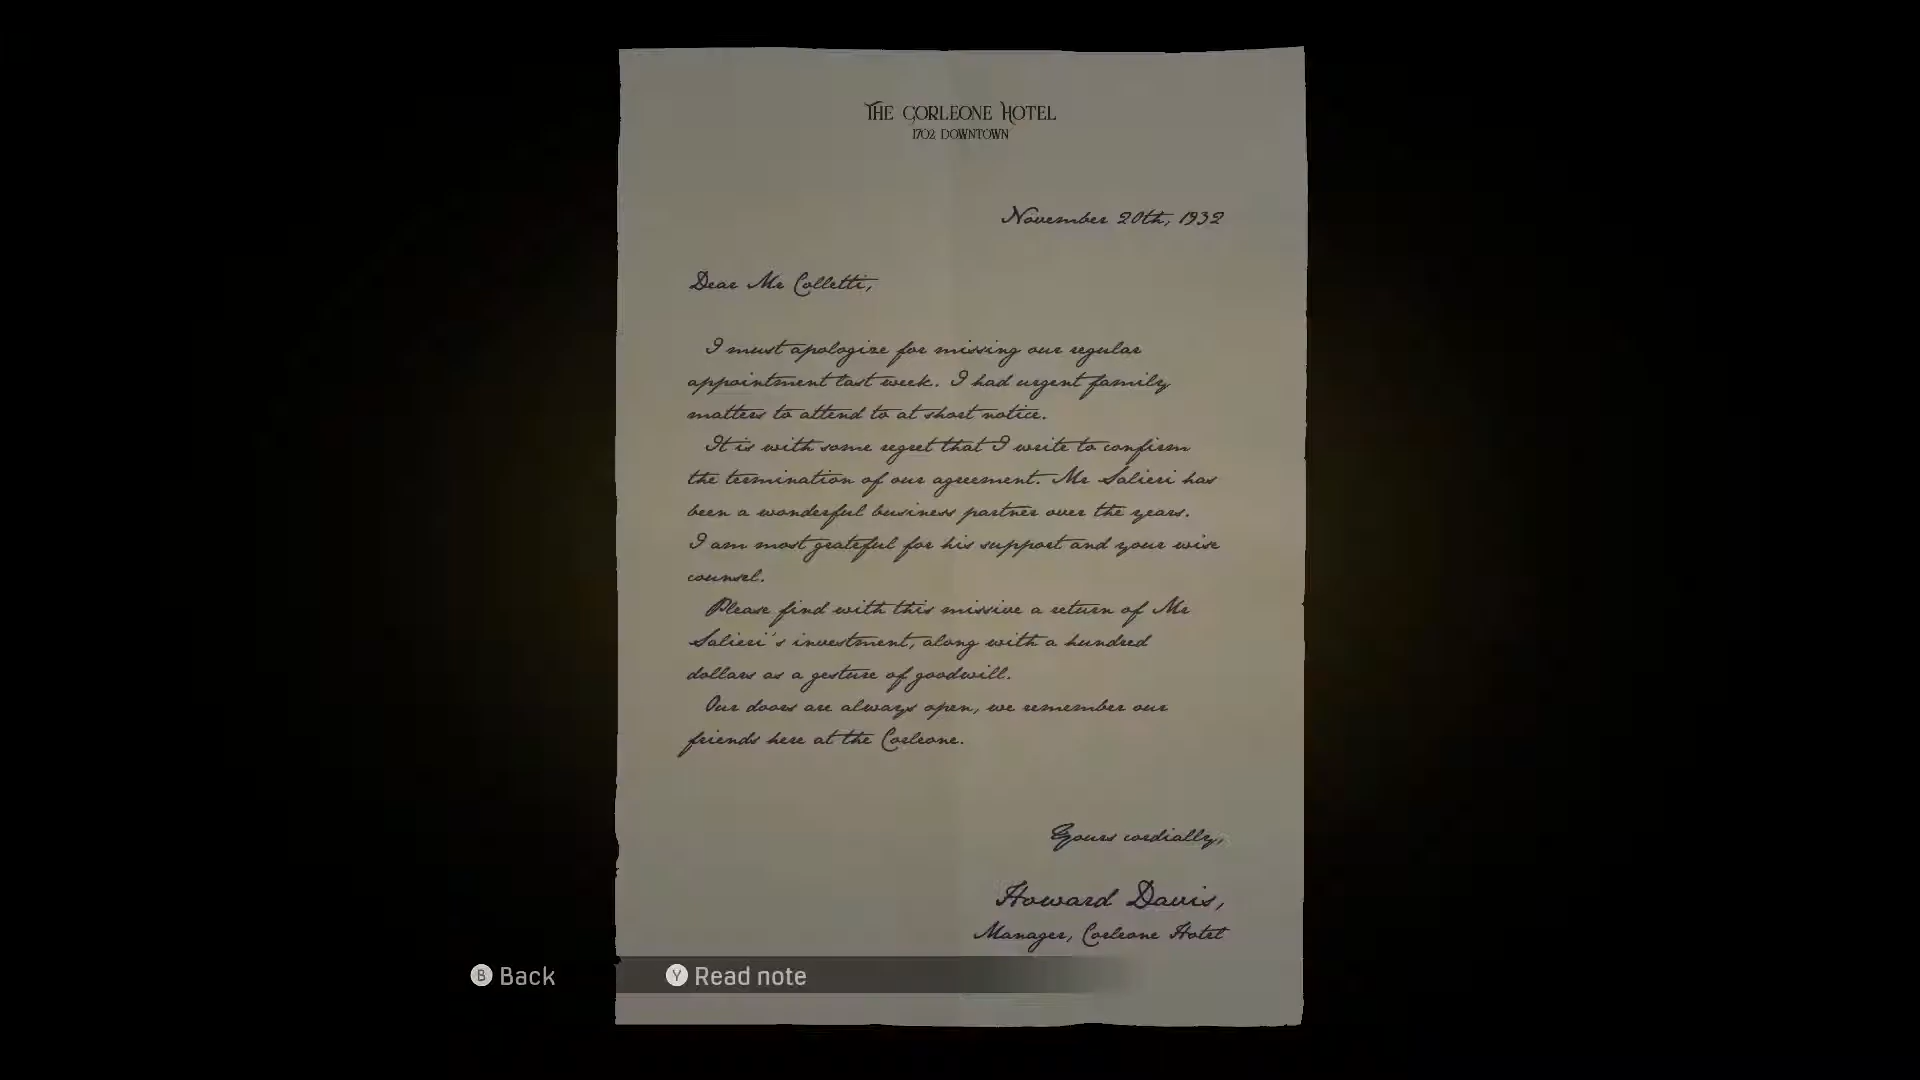 THE CORLEONE HOTEL
1702 DOWNTOWN
November 20th, 1932
Dear Mr Colletti,
I must apologize for missing our regular
appointment last week. I had urgent family
matters to attend to at short notice.
It is with some regret that I write to confirm
the termination of our agreement. Mr Salieri has
been a wonderful business partner over the years.
I am most grateful for his support and your wise
counsel.
Please find with this missive a return of Mr
Salieri's investment, along with a hundred
dollars as a gesture of goodwill.
Our doors are always open, we remember our
friends here at the Corleone.
Yours cordially,
Howard Davis,
Manager, Corleone Hotel
B Back
Y Read note